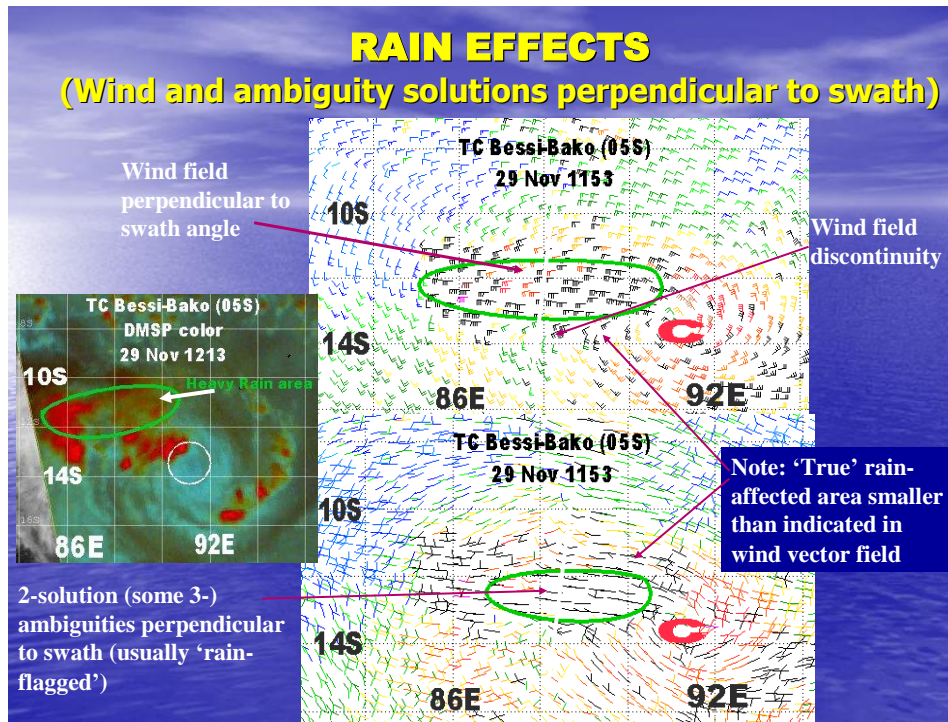 RAIN EFFECTS
(Wind and ambiguity solutions perpendicular to swath)
Wind field
perpendicular to
swath angle
TC Bessi-Bako (05S)
29 Nov 1153
10S
14S
86E
92E
Wind field
discontinuity
TC Bessi-Bako (05S)
DMSP color
29 Nov 1213
8S
10S
Heavy Rain area
12S
14S
16S
86E
92E
TC Bessi-Bako (05S)
29 Nov 1153
10S
14S
86E
92E
Note: ‘True’ rain-
affected area smaller
than indicated in
wind vector field
2-solution (some 3-)
ambiguities perpendicular
to swath (usually ‘rain-
flagged’)